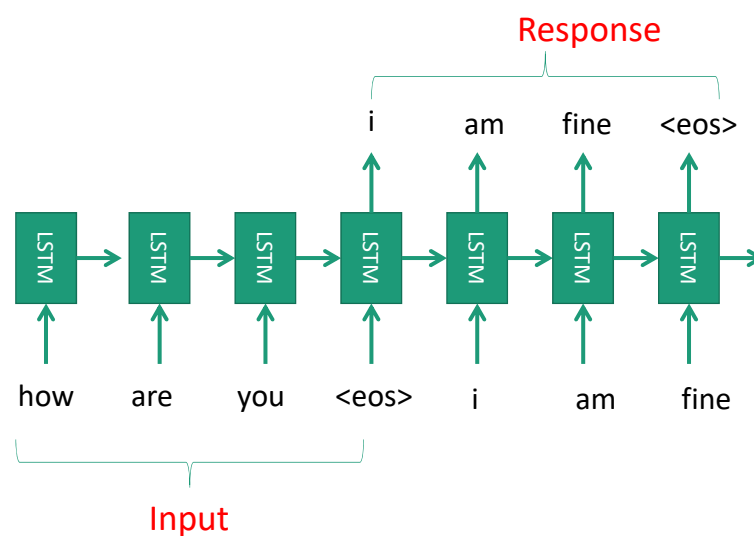 Response
i am fine <eos>
LSTM LSTM LSTM LSTM LSTM LSTM LSTM
how are you <eos> i am fine
Input